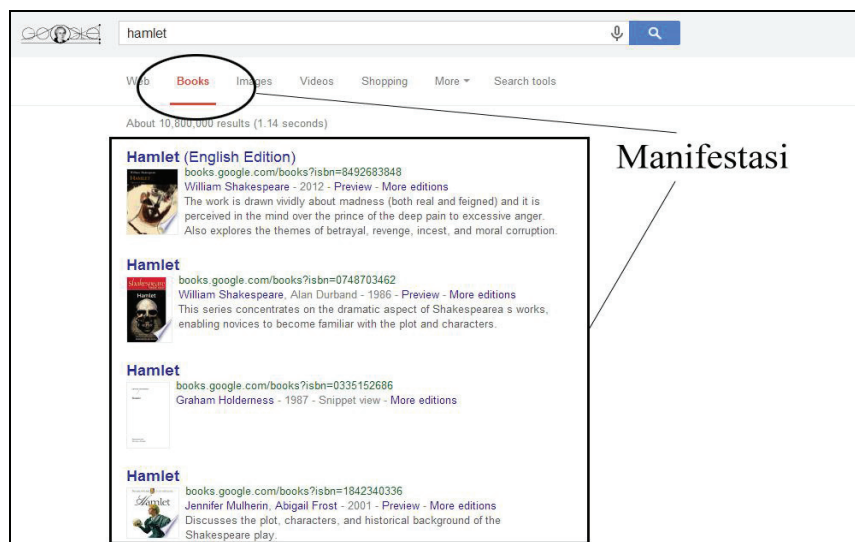 Google
hamlet
Web Books Images Videos Shopping More Search tools
About 10,800,000 results (1.14 seconds)
Manifestasi
Hamlet (English Edition)
books.google.com/books?isbn=8492683848
William Shakespeare - 2012 - Preview - More editions
The work is drawn vividly about madness (both real and feigned) and it is
perceived in the mind over the prince of the deep pain to excessive anger.
Also explores the themes of betrayal, revenge, incest, and moral corruption.
Hamlet
books.google.com/books?isbn=0748703462
William Shakespeare, Alan Durband - 1986 - Preview - More editions
This series concentrates on the dramatic aspect of Shakespearea s works,
enabling novices to become familiar with the plot and characters.
Hamlet
books.google.com/books?isbn=0335152686
Graham Holderness - 1987 - Snippet view - More editions
Hamlet
books.google.com/books?isbn=1842340336
Jennifer Mulherin, Abigail Frost - 2001 - Preview - More editions
Discusses the plot, characters, and historical background of the
Shakespeare play.